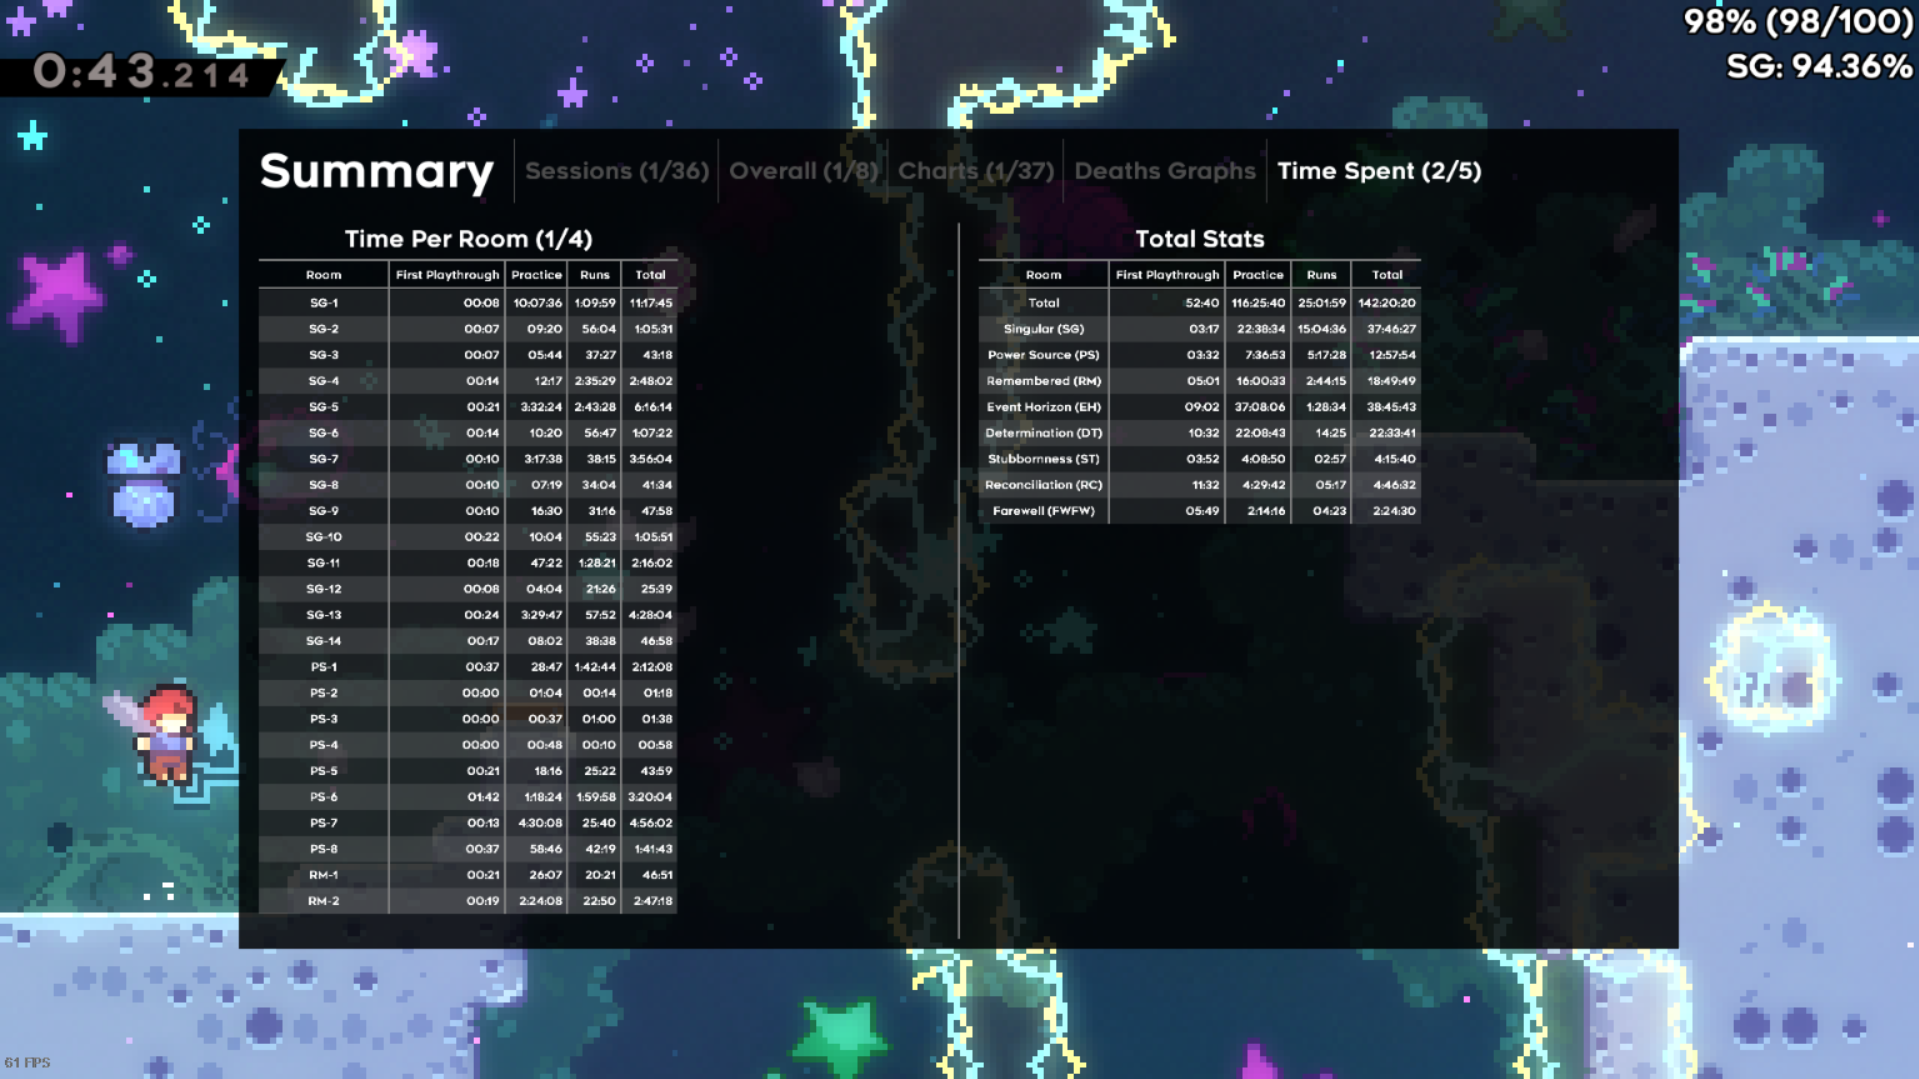 98% (98/100)
0:43.214
SG: 94.36%
Summary Sessions (1/36) Overall (1/8) Charts (1/37) Deaths Graphs Time Spent (2/5)
Time Per Room (1/4)
Room First Playthrough Practice Runs Total
SG-1 00:08 10:07:36 1:09:59 11:17:45
SG-2 00:07 09:20 56:04 1:05:31
SG-3 00:07 05:44 37:27 43:18
SG-4 00:14 12:17 2:35:29 2:48:02
SG-5 00:21 3:32:24 2:43:28 6:16:14
SG-6 00:14 10:20 56:47 1:07:22
SG-7 00:10 3:17:38 38:15 3:56:04
SG-8 00:10 07:19 34:04 41:34
SG-9 00:10 16:30 31:16 47:58
SG-10 00:22 10:04 55:23 1:05:51
SG-11 00:18 47:22 1:28:21 2:16:02
SG-12 00:08 04:04 21:26 25:39
SG-13 00:24 3:29:47 57:52 4:28:04
SG-14 00:17 08:02 38:38 46:58
PS-1 00:37 28:47 1:42:44 2:12:08
PS-2 00:00 01:04 00:14 01:18
PS-3 00:00 00:37 01:00 01:38
PS-4 00:00 00:48 00:10 00:58
PS-5 00:21 18:16 25:22 43:59
PS-6 01:42 1:18:24 1:59:58 3:20:04
PS-7 00:13 4:30:08 25:40 4:56:02
PS-8 00:37 58:46 42:19 1:41:43
RM-1 00:21 26:07 20:21 46:51
RM-2 00:19 2:24:08 22:50 2:47:18
Total Stats
Room First Playthrough Practice Runs Total
Total 52:40 116:25:40 25:01:59 142:20:20
Singular (SG) 03:17 22:38:34 15:04:36 37:46:27
Power Source (PS) 03:32 7:36:53 5:17:28 12:57:54
Remembered (RM) 05:01 16:00:33 2:44:15 18:49:49
Event Horizon (EH) 09:02 37:08:06 1:28:34 38:45:43
Determination (DT) 10:32 22:08:43 14:25 22:33:41
Stubbornness (ST) 03:52 4:08:50 02:57 4:15:40
Reconciliation (RC) 11:32 4:29:42 05:17 4:46:32
Farewell (FWFW) 05:49 2:14:16 04:23 2:24:30
61 FPS